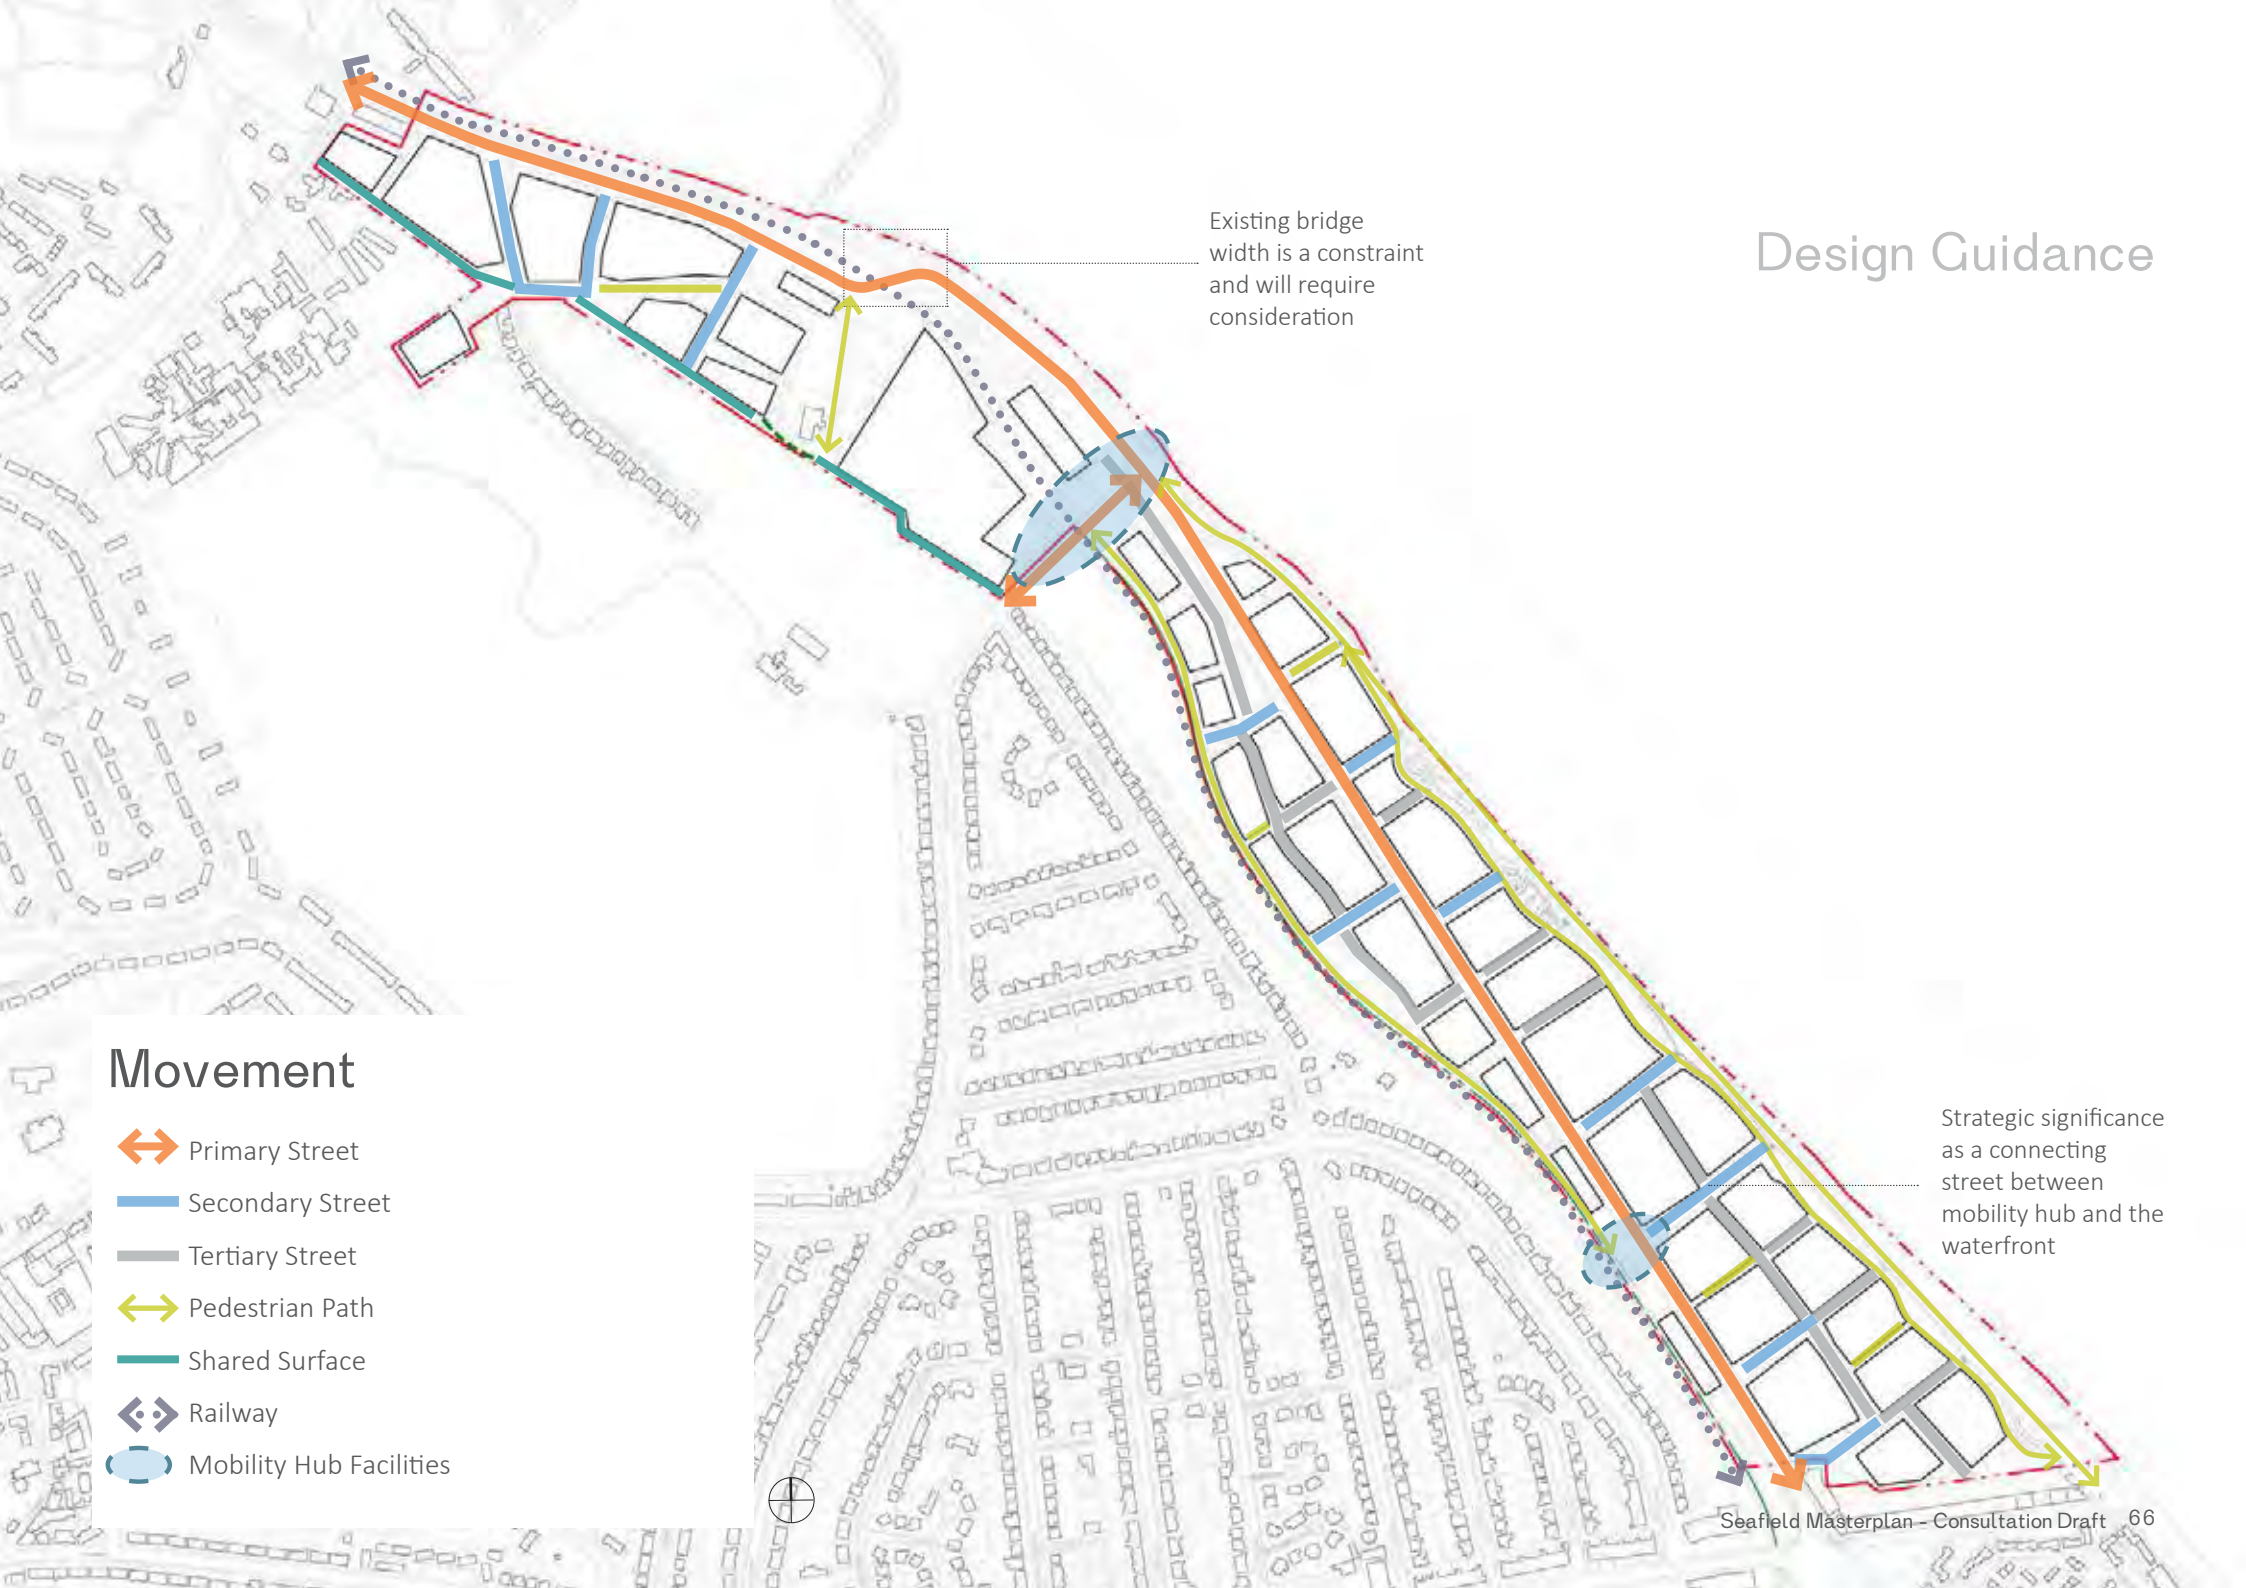 Design Guidance
Existing bridge
width is a constraint
and will require
consideration
Strategic significance
as a connecting
street between
mobility hub and the
waterfront
Movement
Primary Street
Secondary Street
Tertiary Street
Pedestrian Path
Shared Surface
Railway
Mobility Hub Facilities
Seafield Masterplan - Consultation Draft 66